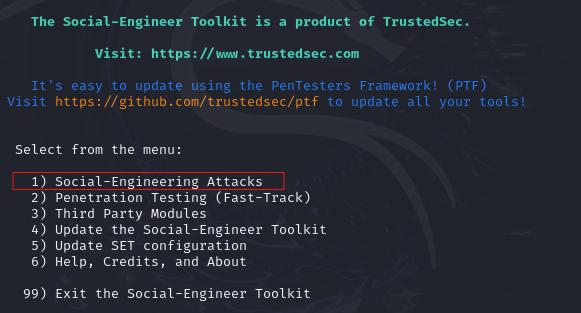 The Social-Engineer Toolkit is a product of TrustedSec.
Visit: https://www.trustedsec.com
It's easy to update using the PenTesters Framework! (PTF)
Visit https://github.com/trustedsec/ptf to update all your tools!
Select from the menu:
1) Social-Engineering Attacks
2) Penetration Testing (Fast-Track)
3) Third Party Modules
4) Update the Social-Engineer Toolkit
5) Update SET configuration
6) Help, Credits, and About
99) Exit the Social-Engineer Toolkit